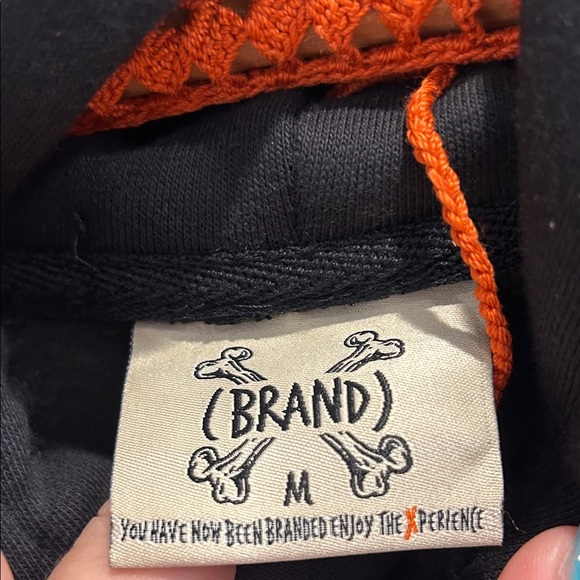 (BRAND)
M
YOU HAVE NOW BEEN BRANDED ENJOY THE XPERIENCE